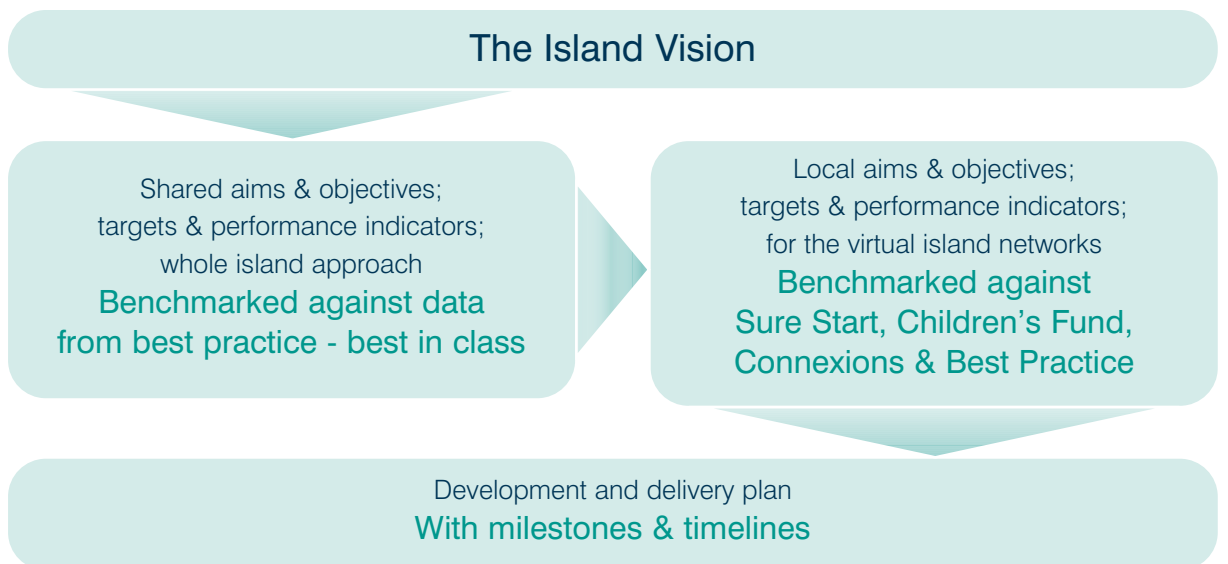 The Island Vision
Shared aims & objectives;
targets & performance indicators;
whole island approach
Benchmarked against data
from best practice - best in class
Local aims & objectives;
targets & performance indicators;
for the virtual island networks
Benchmarked against
Sure Start, Children’s Fund,
Connexions & Best Practice
Development and delivery plan
With milestones & timelines